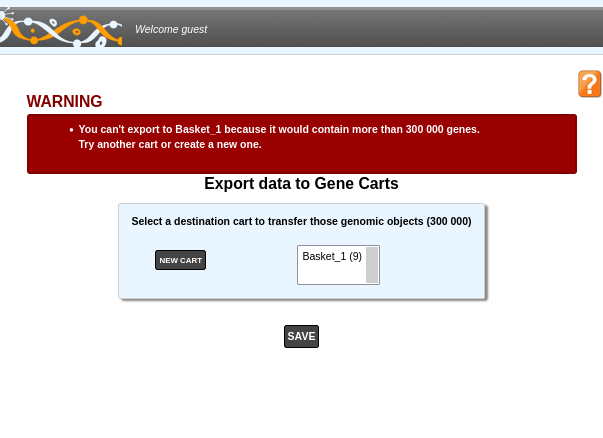 Welcome guest
?
WARNING
• You can't export to Basket_1 because it would contain more than 300 000 genes.
Try another cart or create a new one.
Export data to Gene Carts
Select a destination cart to transfer those genomic objects (300 000)
NEW CART
Basket_1 (9)
SAVE